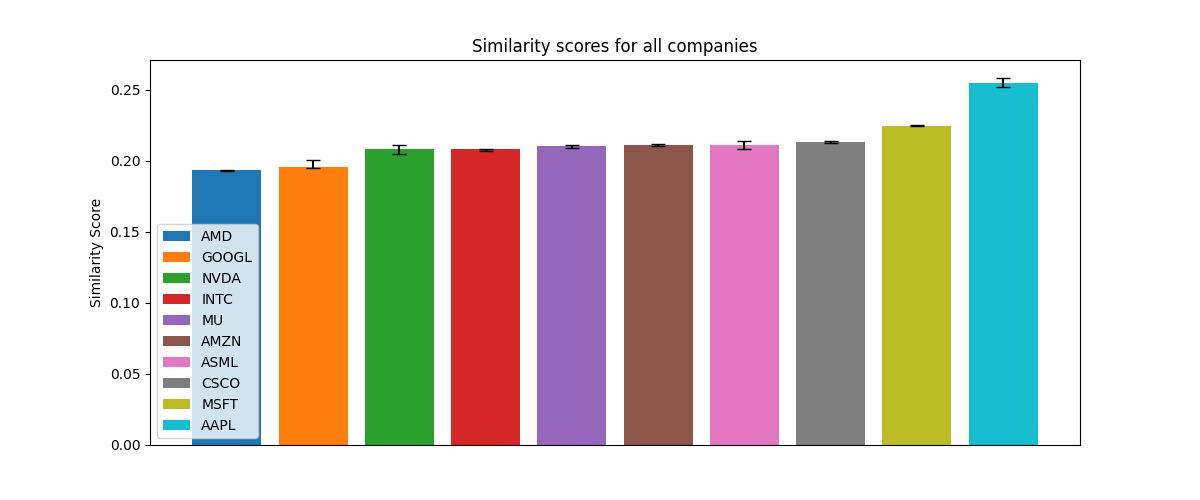 Similarity scores for all companies
Similarity Score
0.25
0.20
0.15
0.10
0.05
0.00
AMD
GOOGL
NVDA
INTC
MU
AMZN
ASML
CSCO
MSFT
AAPL